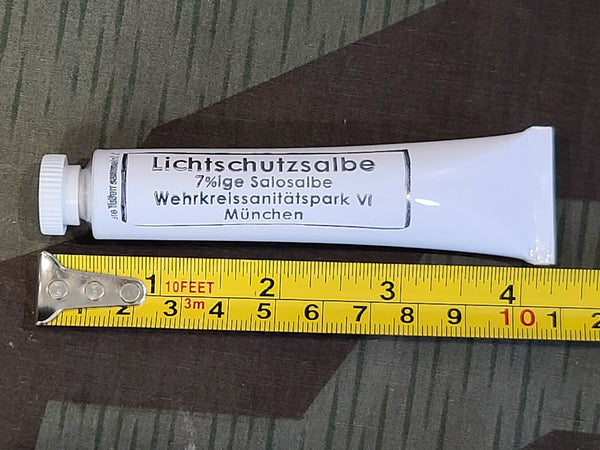 Lichtschutzsalbe
7%ige Salosalbe
Wehrkreissanitätspark VI
München
1 10FEET 2 3 4
2 3 3m 4 5 6 7 8 9 10 1 2